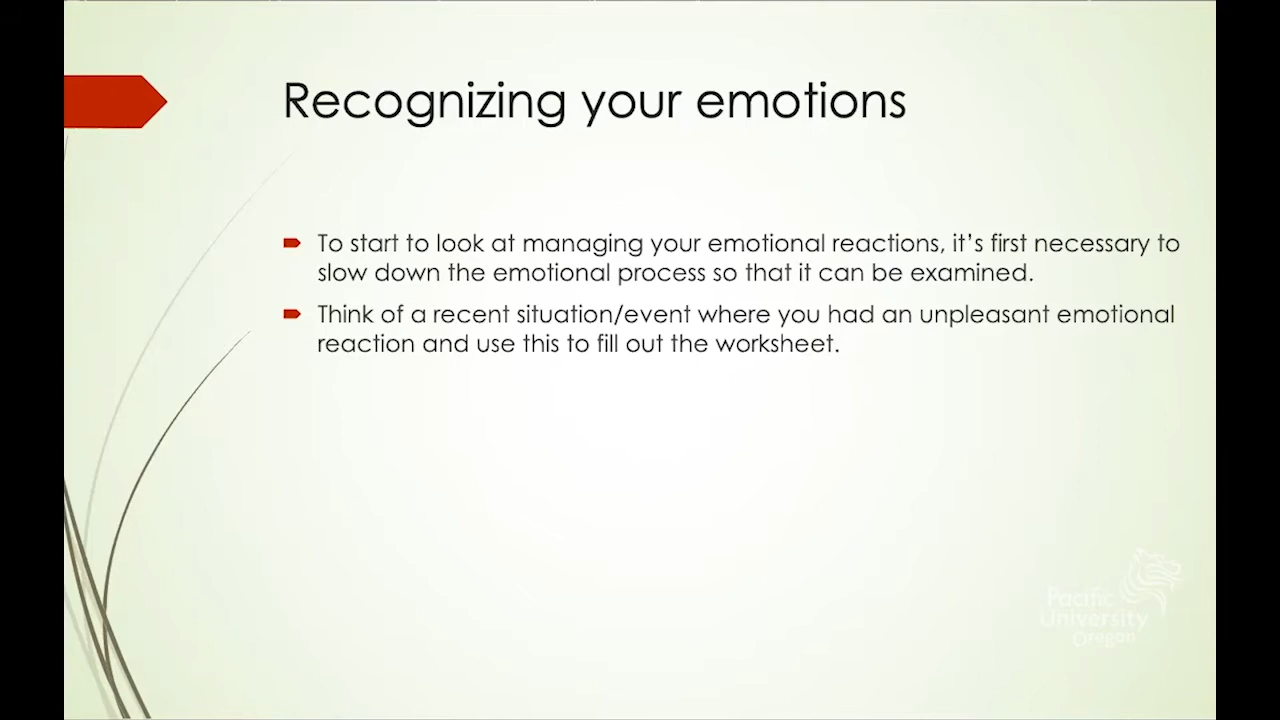 Recognizing your emotions
To start to look at managing your emotional reactions, it's first necessary to
slow down the emotional process so that it can be examined.
Think of a recent situation/event where you had an unpleasant emotional
reaction and use this to fill out the worksheet.
Pacific
University
Oregon